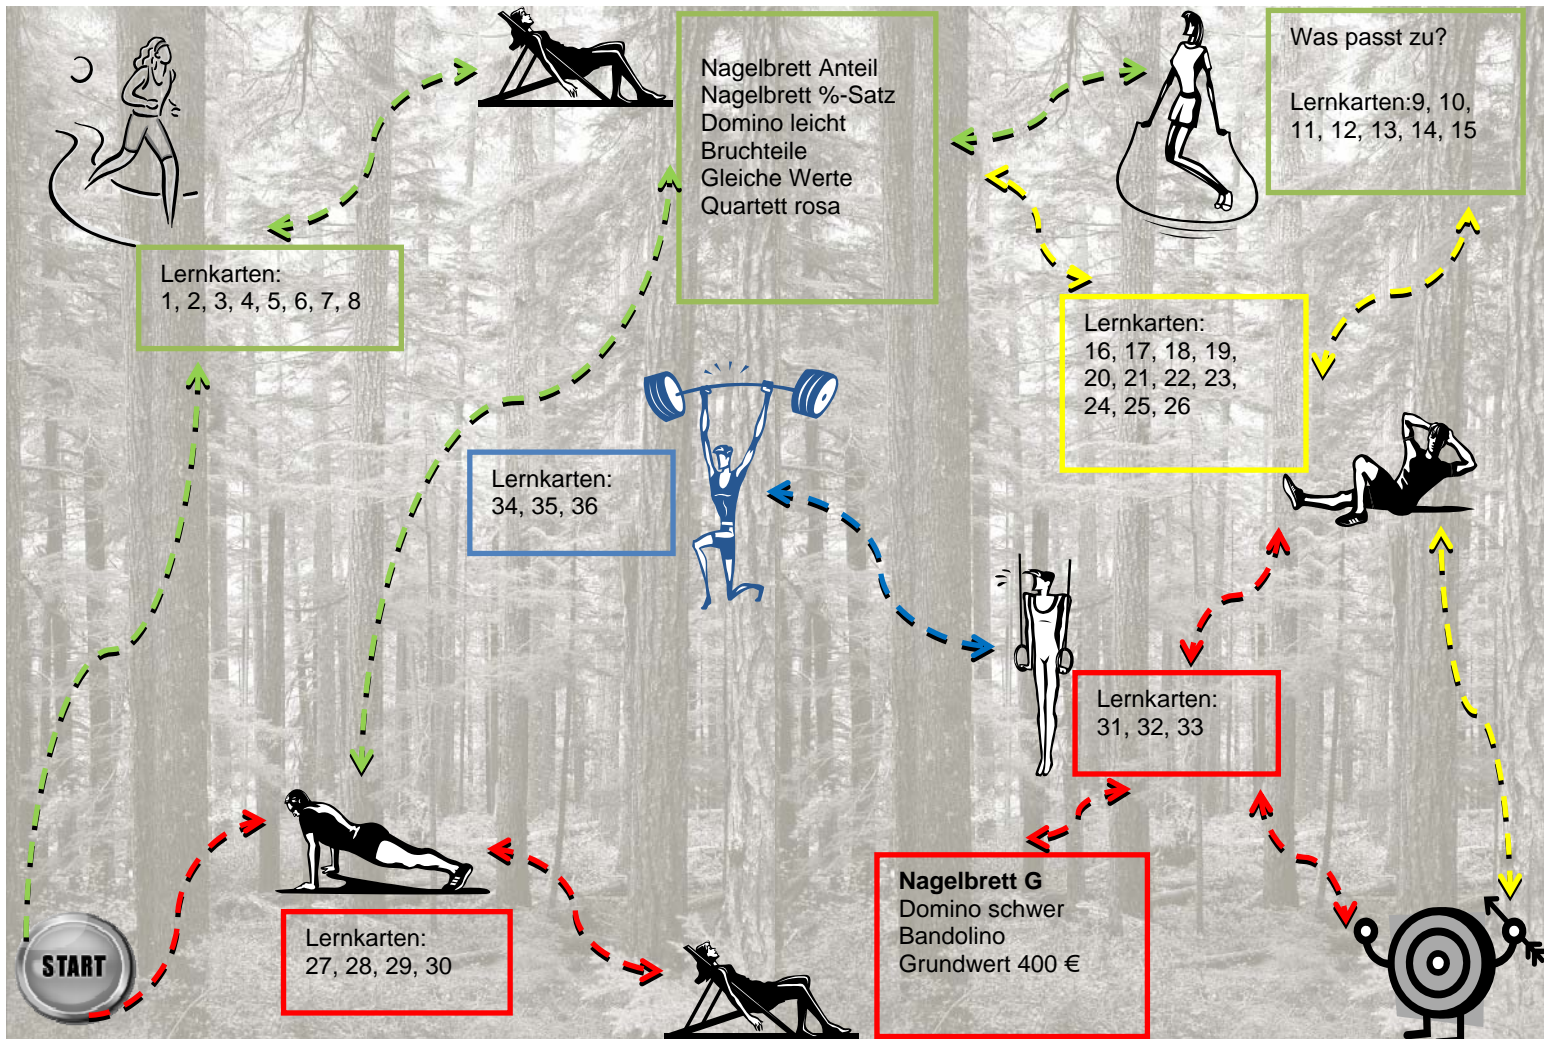 Nagelbrett Anteil
Nagelbrett %-Satz
Domino leicht
Bruchteile
Gleiche Werte
Quartett rosa
Was passt zu?
Lernkarten:9, 10,
11, 12, 13, 14, 15
Lernkarten:
1, 2, 3, 4, 5, 6, 7, 8
Lernkarten:
16, 17, 18, 19,
20, 21, 22, 23,
24, 25, 26
Lernkarten:
34, 35, 36
Lernkarten:
31, 32, 33
Nagelbrett G
Domino schwer
Bandolino
Grundwert 400 €
Lernkarten:
27, 28, 29, 30
START